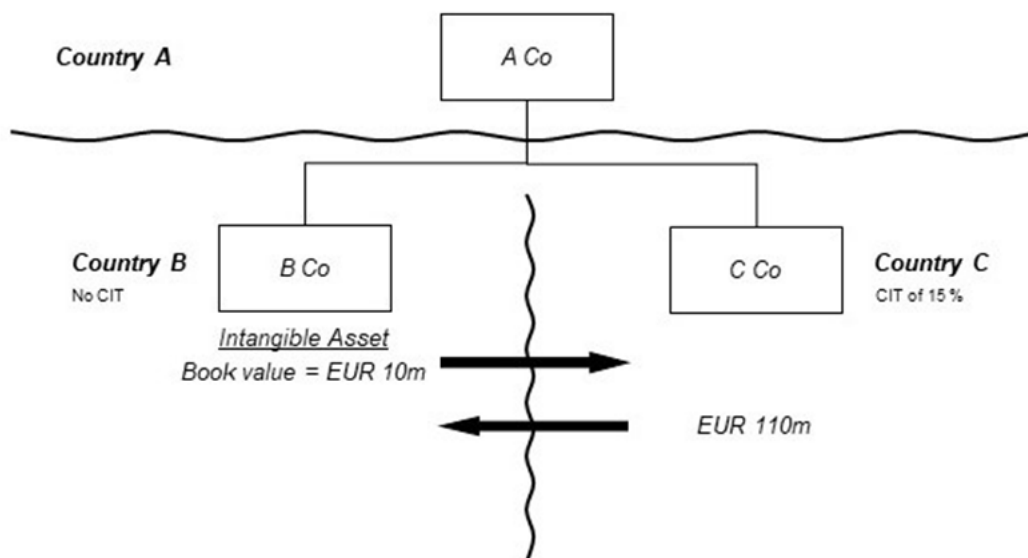 Country A
A Co
Country B
No CIT
B Co
C Co
Country C
CIT of 15 %
Intangible Asset
Book value = EUR 10m
EUR 110m